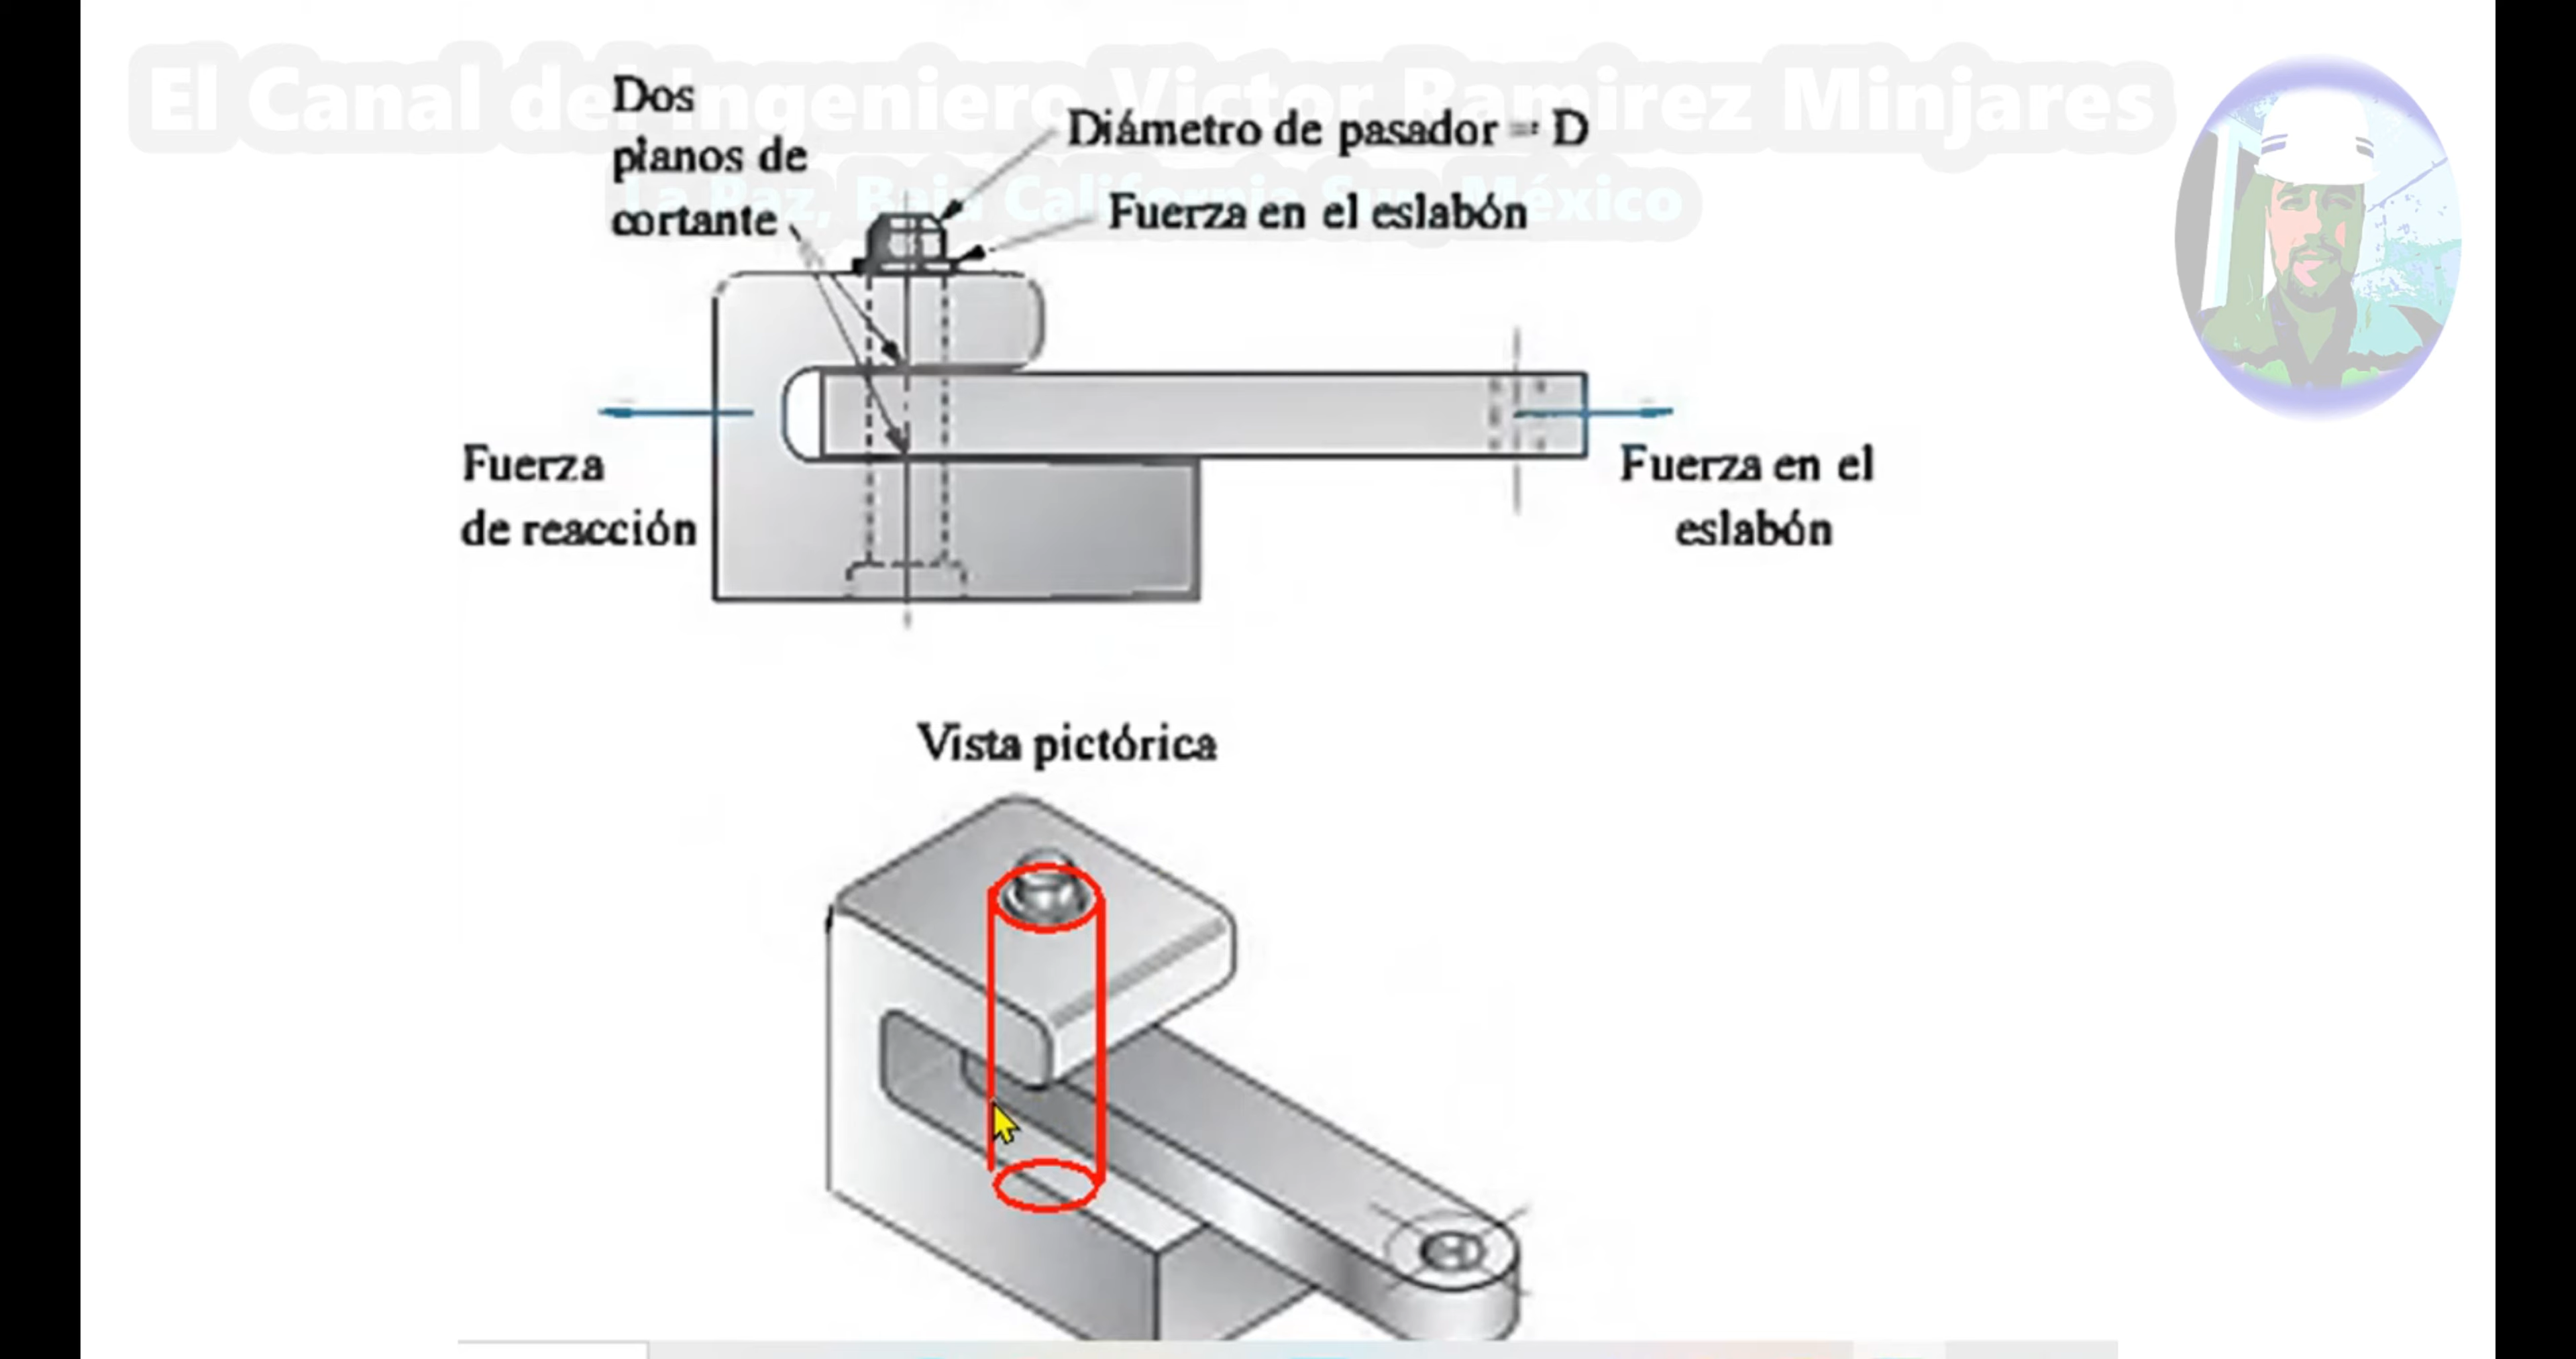 El Canal del Ingeniero Victor Ramirez Minjares
La Paz, Baja California Sur, México
Dos
planos de
cortante
Diámetro de pasador = D
Fuerza en el eslabón
Fuerza
de reacción
Fuerza en el
eslabón
Vista pictórica